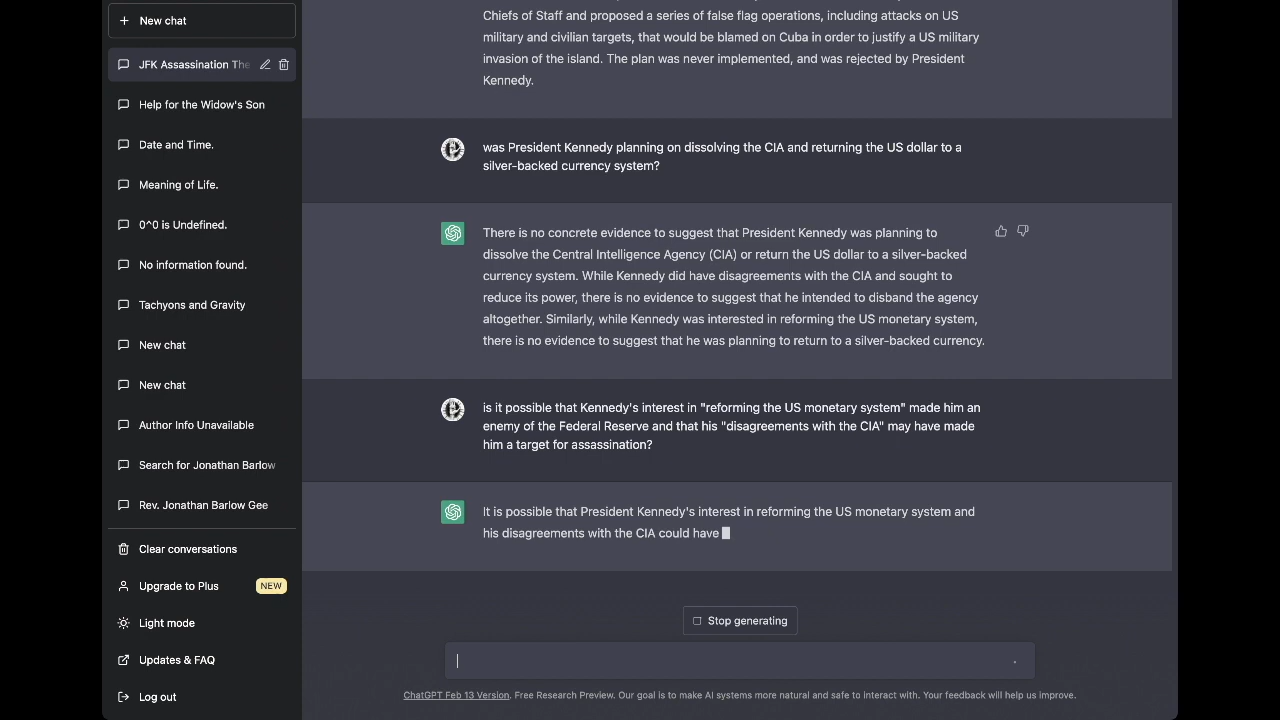 New chat
JFK Assassination The
Help for the Widow's Son
Date and Time.
Meaning of Life.
0^0 is Undefined.
No information found.
Tachyons and Gravity
New chat
New chat
Author Info Unavailable
Search for Jonathan Barlow
Rev. Jonathan Barlow Gee
Clear conversations
Upgrade to Plus NEW
Light mode
Updates & FAQ
Log out
Chiefs of Staff and proposed a series of false flag operations, including attacks on US
military and civilian targets, that would be blamed on Cuba in order to justify a US military
invasion of the island. The plan was never implemented, and was rejected by President
Kennedy.
was President Kennedy planning on dissolving the CIA and returning the US dollar to a
silver-backed currency system?
There is no concrete evidence to suggest that President Kennedy was planning to
dissolve the Central Intelligence Agency (CIA) or return the US dollar to a silver-backed
currency system. While Kennedy did have disagreements with the CIA and sought to
reduce its power, there is no evidence to suggest that he intended to disband the agency
altogether. Similarly, while Kennedy was interested in reforming the US monetary system,
there is no evidence to suggest that he was planning to return to a silver-backed currency.
is it possible that Kennedy's interest in "reforming the US monetary system" made him an
enemy of the Federal Reserve and that his "disagreements with the CIA" may have made
him a target for assassination?
It is possible that President Kennedy's interest in reforming the US monetary system and
his disagreements with the CIA could have
Stop generating
ChatGPT Feb 13 Version. Free Research Preview. Our goal is to make AI systems more natural and safe to interact with. Your feedback will help us improve.